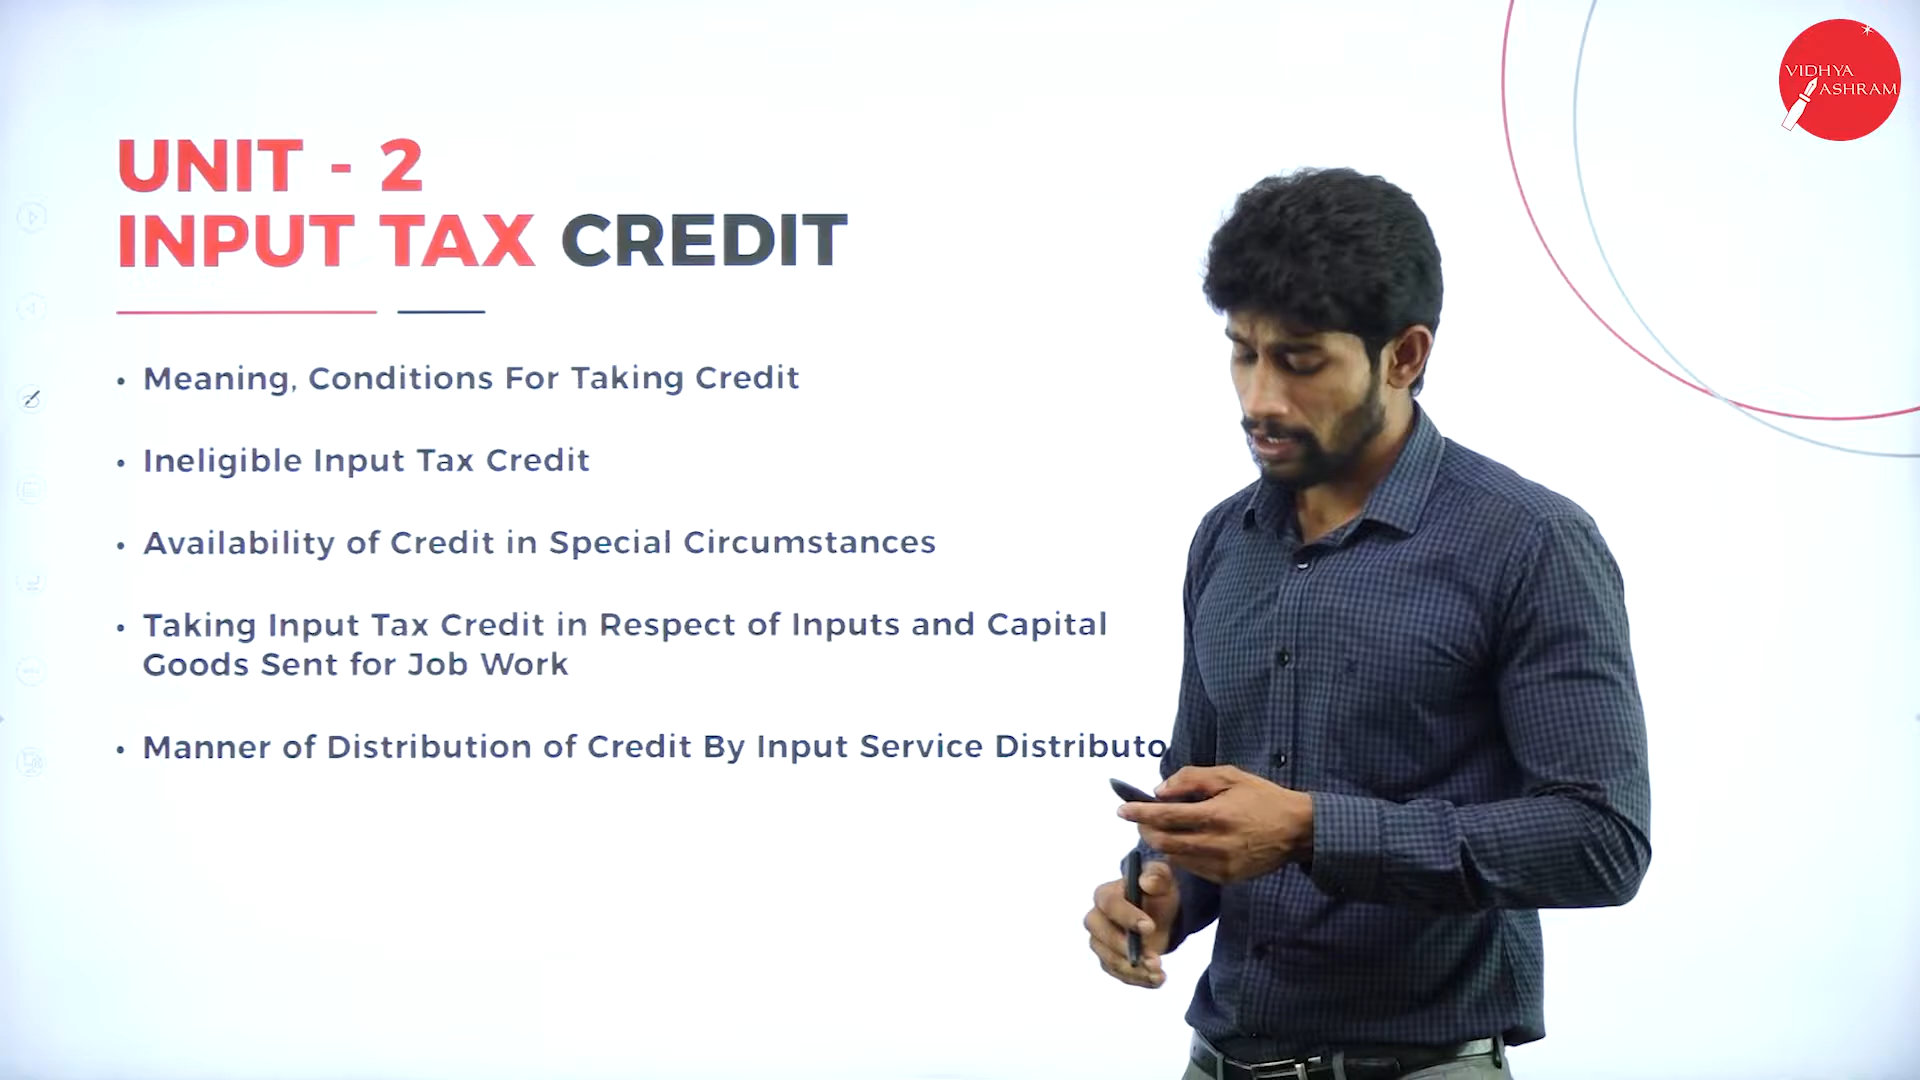 VIDHYA
ASHRAM
UNIT - 2
INPUT TAX CREDIT
• Meaning, Conditions For Taking Credit
• Ineligible Input Tax Credit
• Availability of Credit in Special Circumstances
• Taking Input Tax Credit in Respect of Inputs and Capital
Goods Sent for Job Work
• Manner of Distribution of Credit By Input Service Distributo